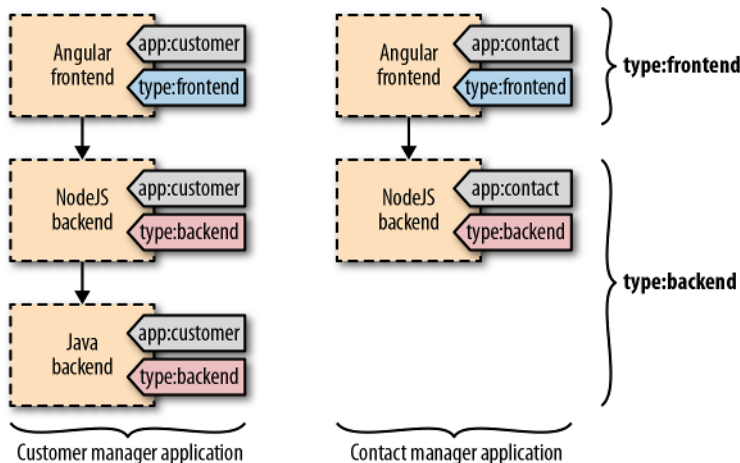 Angular
frontend
app:customer
type:frontend
Angular
frontend
app:contact
type:frontend
type:frontend
NodeJS
backend
app:customer
type:backend
NodeJS
backend
app:contact
type:backend
type:backend
Java
backend
app:customer
type:backend
Customer manager application
Contact manager application